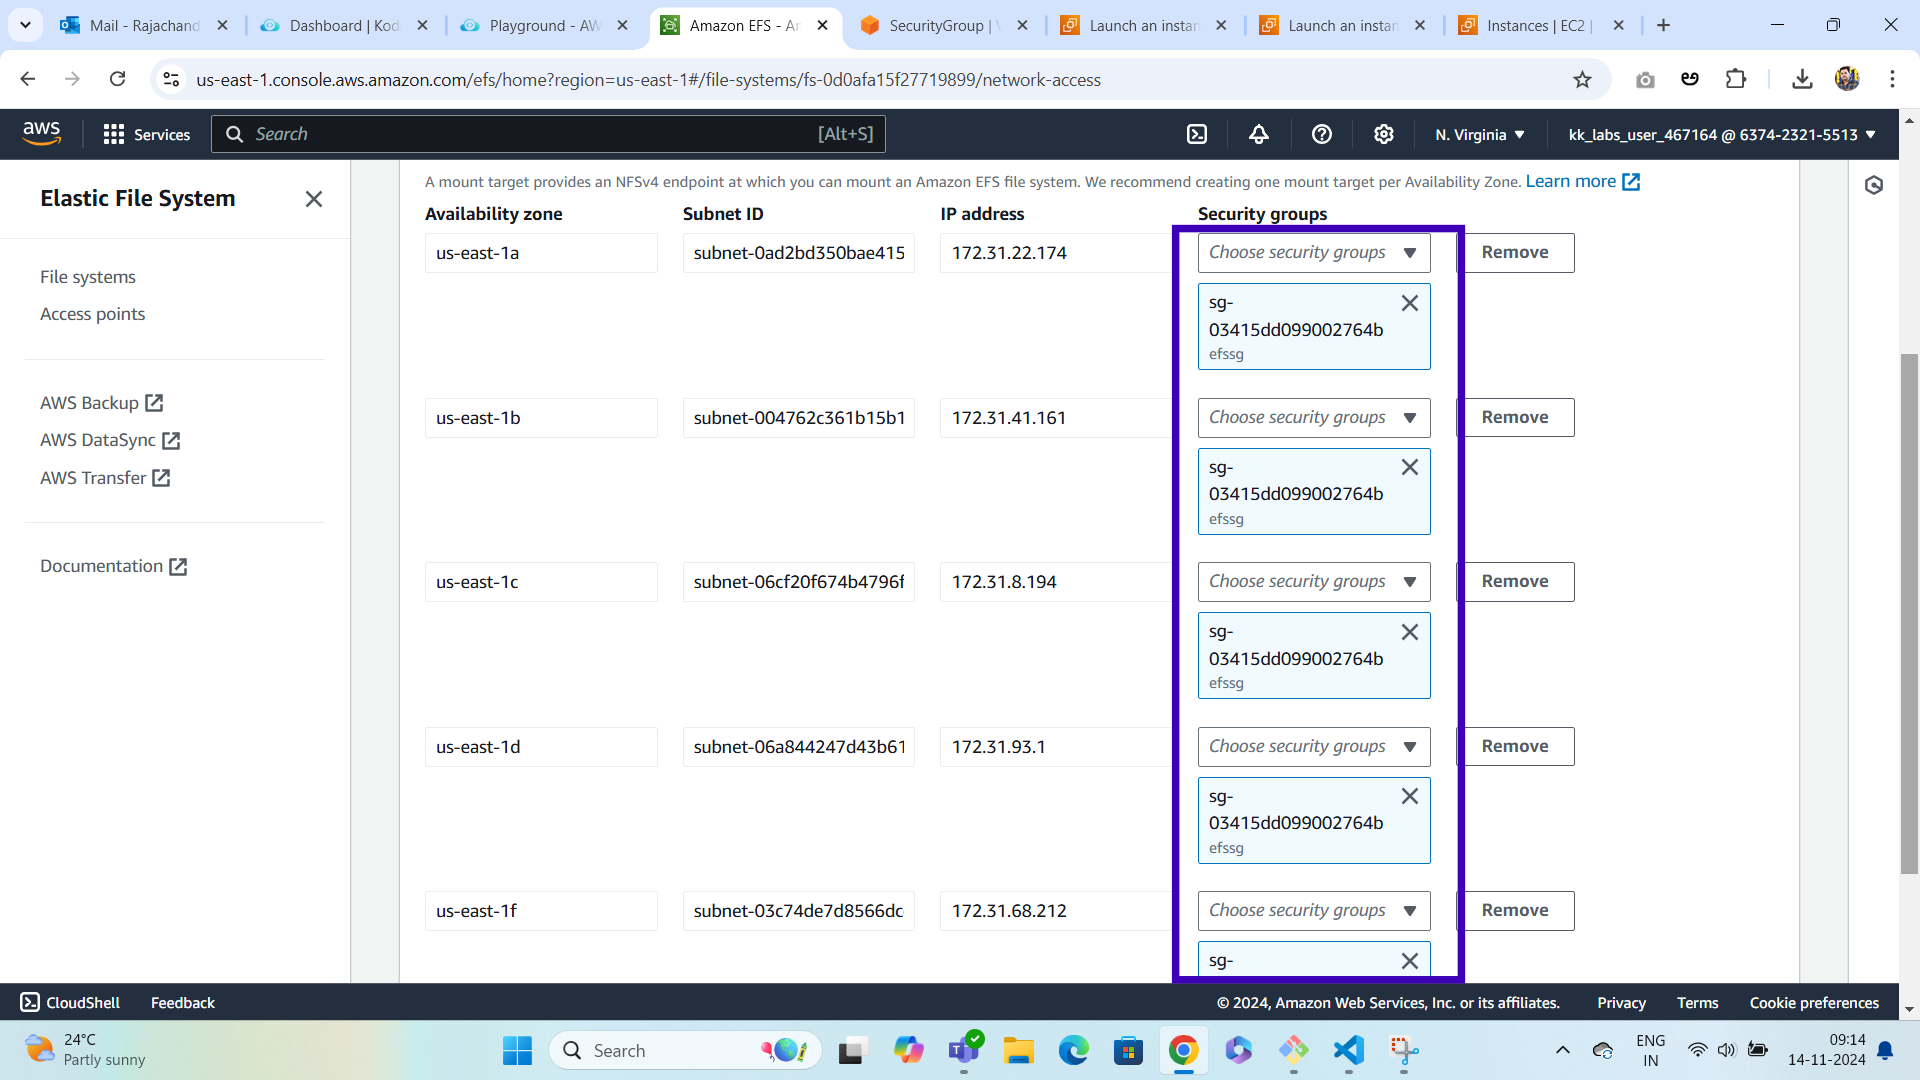 Mail - Rajachand
Dashboard | Kod
Playground - AW
Amazon EFS - Am
SecurityGroup | V
Launch an instan
Launch an instan
Instances | EC2 |
us-east-1.console.aws.amazon.com/efs/home?region=us-east-1#/file-systems/fs-0d0afa15f27719899/network-access
aws
Services
Search
[Alt+S]
N. Virginia
kk_labs_user_467164 @ 6374-2321-5513
Elastic File System
File systems
Access points
AWS Backup
AWS DataSync
AWS Transfer
Documentation
A mount target provides an NFSv4 endpoint at which you can mount an Amazon EFS file system. We recommend creating one mount target per Availability Zone. Learn more
Availability zone
Subnet ID
IP address
Security groups
us-east-1a
subnet-0ad2bd350bae415
172.31.22.174
Choose security groups
Remove
sg-
03415dd099002764b
efssg
us-east-1b
subnet-004762c361b15b1
172.31.41.161
Choose security groups
Remove
sg-
03415dd099002764b
efssg
us-east-1c
subnet-06cf20f674b4796f
172.31.8.194
Choose security groups
Remove
sg-
03415dd099002764b
efssg
us-east-1d
subnet-06a844247d43b61
172.31.93.1
Choose security groups
Remove
sg-
03415dd099002764b
efssg
us-east-1f
subnet-03c74de7d8566dc
172.31.68.212
Choose security groups
Remove
sg-
CloudShell
Feedback
© 2024, Amazon Web Services, Inc. or its affiliates.
Privacy
Terms
Cookie preferences
24°C
Partly sunny
Search
ENG
IN
09:14
14-11-2024